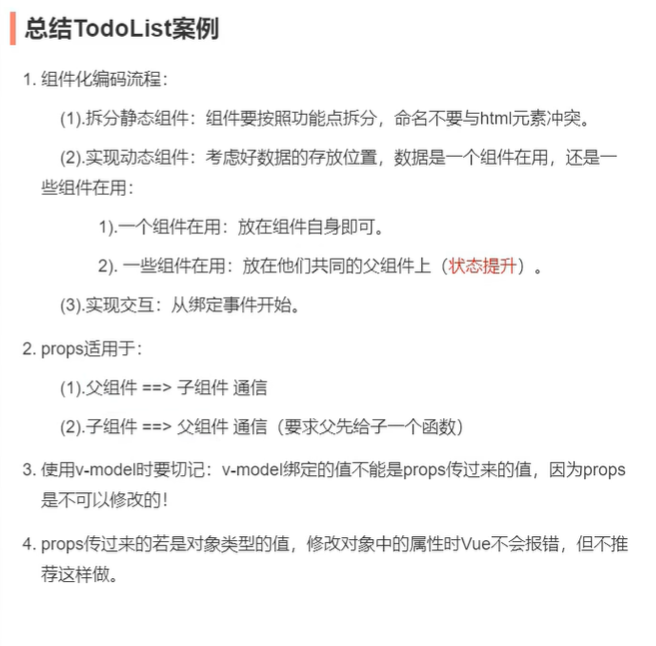 总结TodoList案例
1. 组件化编码流程：
(1).拆分静态组件：组件要按照功能点拆分，命名不要与html元素冲突。
(2).实现动态组件：考虑好数据的存放位置，数据是一个组件在用，还是一
些组件在用：
1).一个组件在用：放在组件自身即可。
2). 一些组件在用：放在他们共同的父组件上（状态提升）。
(3).实现交互：从绑定事件开始。
2. props适用于：
(1).父组件 ==> 子组件 通信
(2).子组件 ==> 父组件 通信（要求父先给子一个函数）
3. 使用v-model时要切记：v-model绑定的值不能是props传过来的值，因为props
是不可以修改的！
4. props传过来的若是对象类型的值，修改对象中的属性时Vue不会报错，但不推
荐这样做。